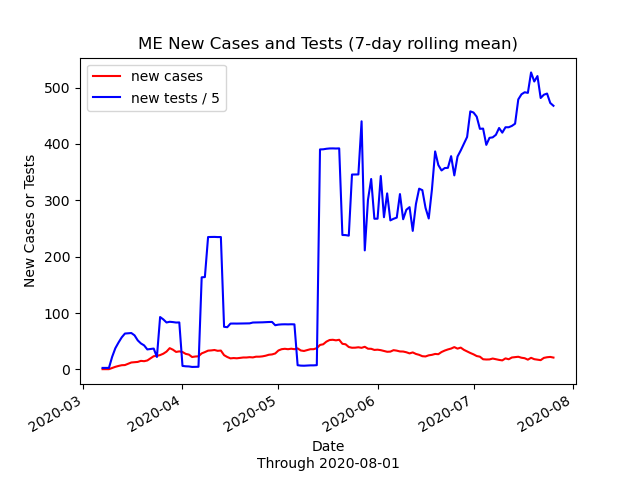 ME New Cases and Tests (7-day rolling mean)
new cases
new tests / 5
New Cases or Tests
500
400
300
200
100
0
2020-03
2020-04
2020-05
2020-06
2020-07
2020-08
Date
Through 2020-08-01